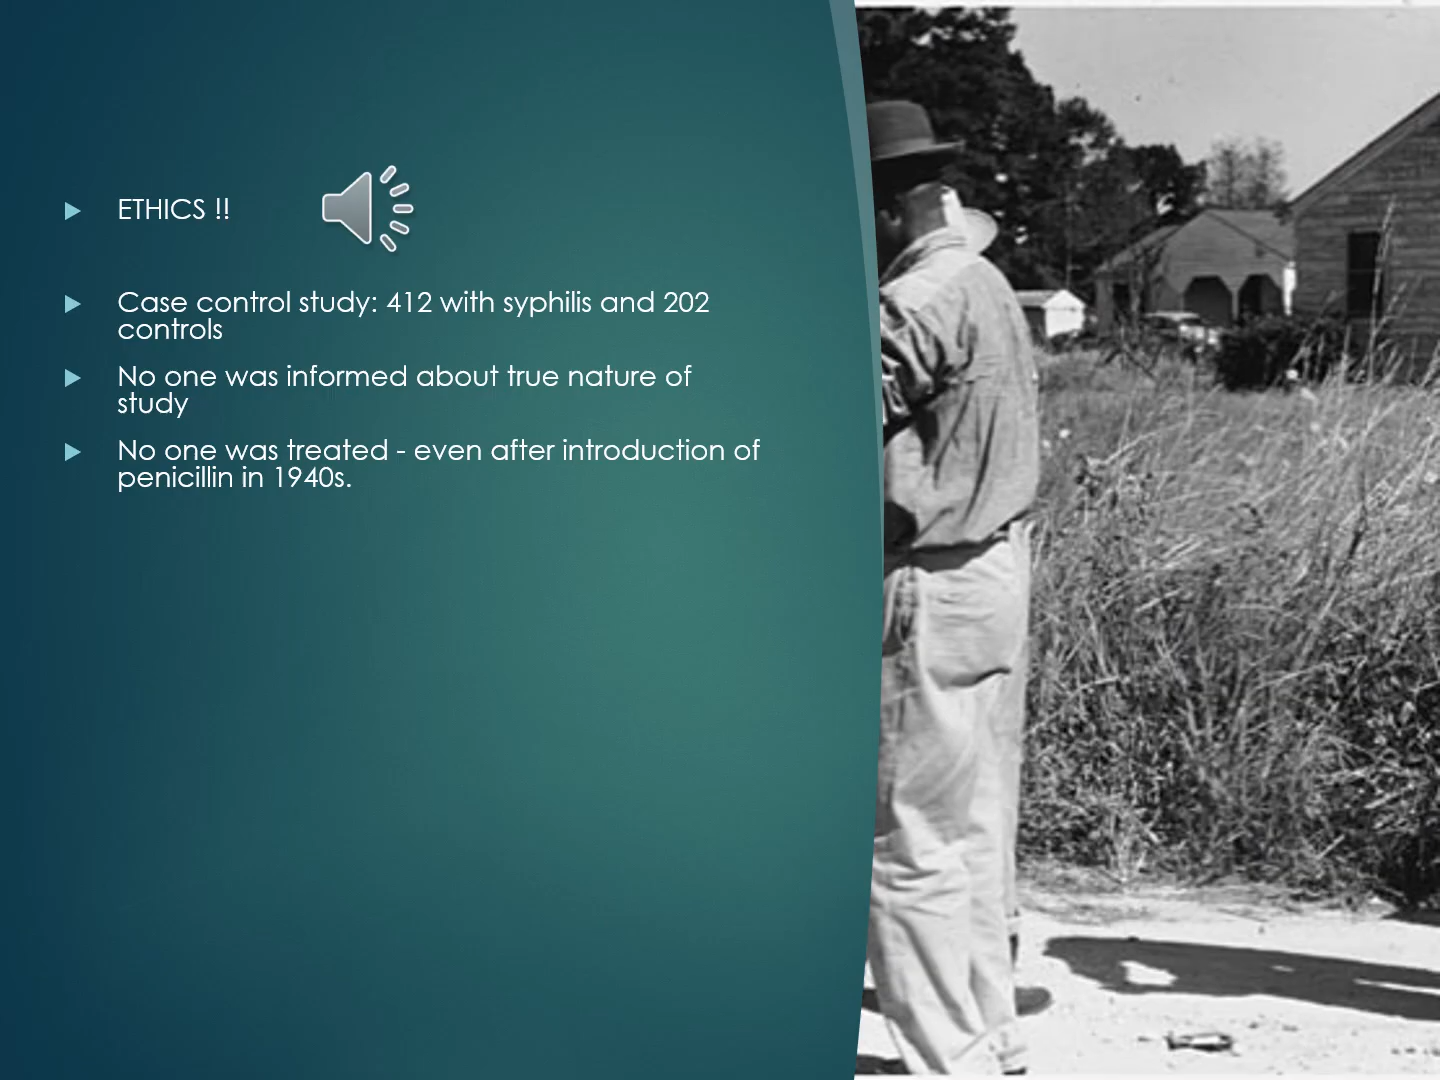 ETHICS !!
Case control study: 412 with syphilis and 202
controls
No one was informed about true nature of
study
No one was treated - even after introduction of
penicillin in 1940s.